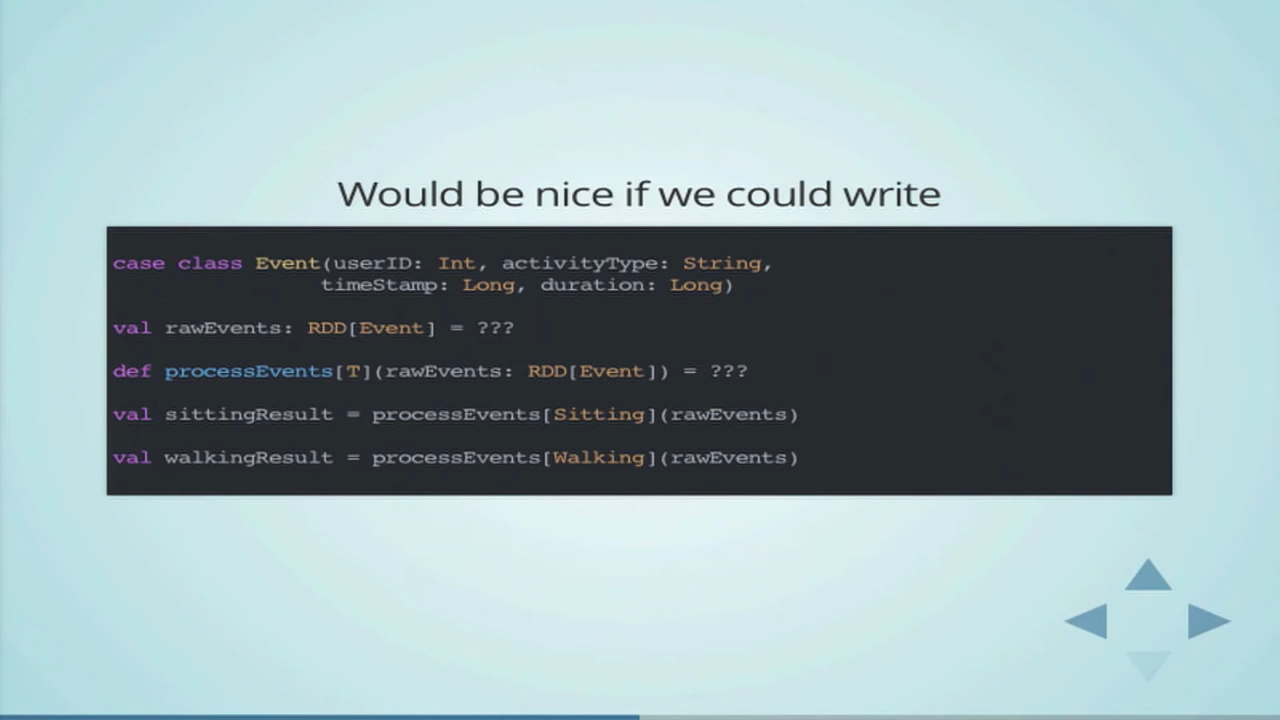 Would be nice if we could write
case class Event(userID: Int, activityType: String,
timeStamp: Long, duration: Long)
val rawEvents: RDD[Event] = ???
def processEvents[T](rawEvents: RDD[Event]) = ???
val sittingResult = processEvents[Sitting](rawEvents)
val walkingResult = processEvents[Walking](rawEvents)